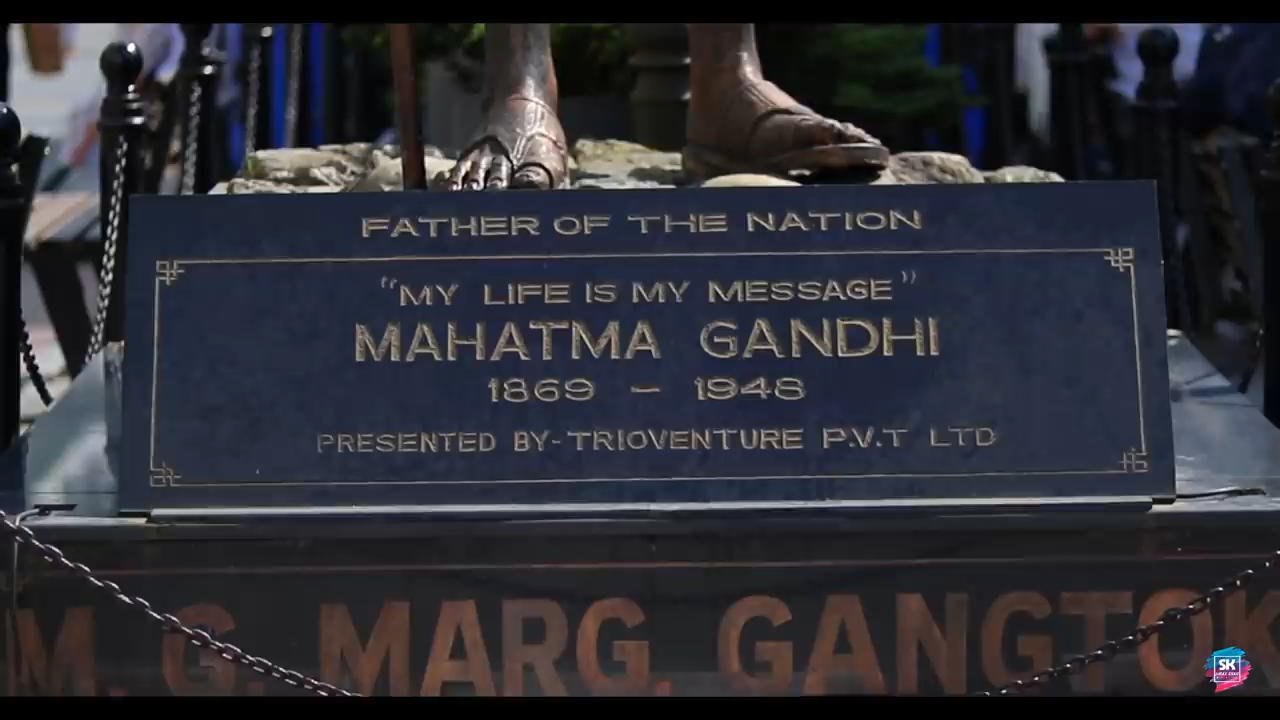 FATHER OF THE NATION
"MY LIFE IS MY MESSAGE"
MAHATMA GANDHI
1869 – 1948
PRESENTED BY-TRIOVENTURE P.V.T LTD
M. G. MARG. GANGTOK
SK